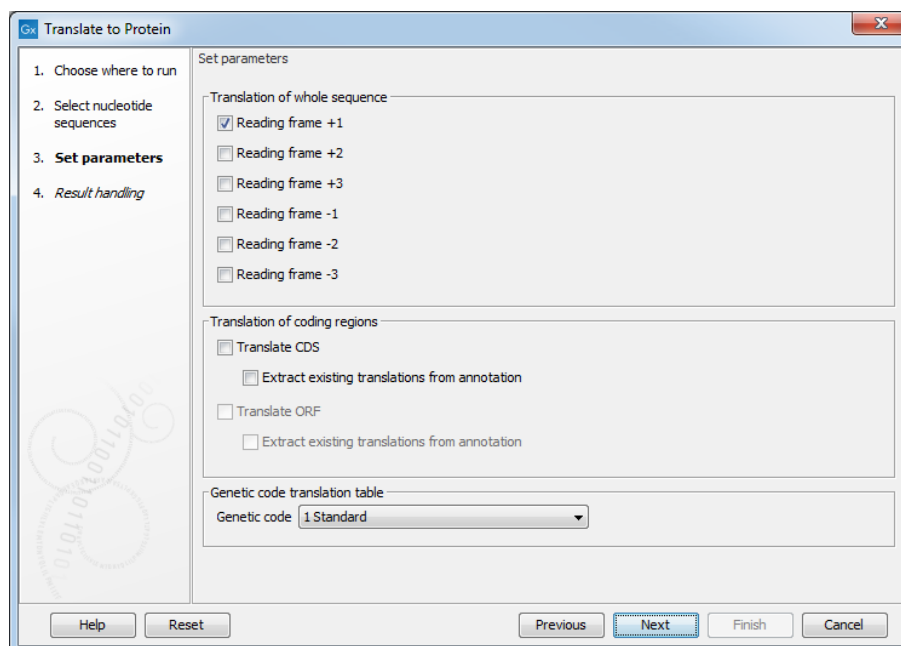 Gx Translate to Protein
1. Choose where to run
2. Select nucleotide
sequences
3. Set parameters
4. Result handling
Set parameters
Translation of whole sequence
Reading frame +1
Reading frame +2
Reading frame +3
Reading frame -1
Reading frame -2
Reading frame -3
Translation of coding regions
Translate CDS
Extract existing translations from annotation
Translate ORF
Extract existing translations from annotation
Genetic code translation table
Genetic code 1 Standard
Help Reset Previous Next Finish Cancel